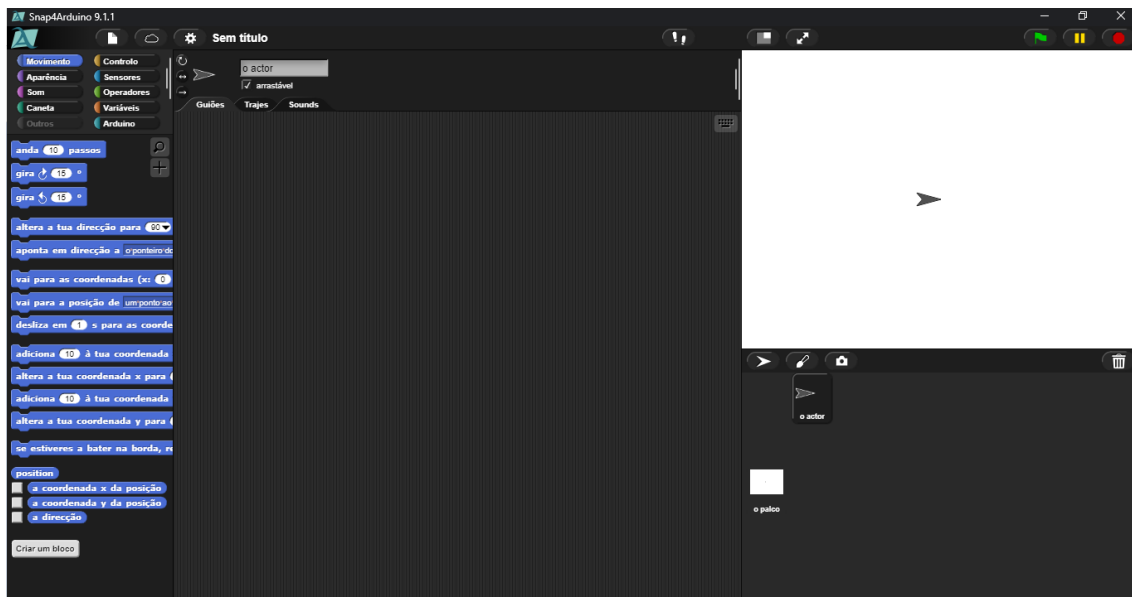 Snap4Arduino 9.1.1
Sem título
Movimento Controlo
Aparência Sensores
Som Operadores
Caneta Variáveis
Outros Arduino
o actor
arrastável
Guiões Trajes Sounds
anda 10 passos
gira 15 °
gira 15 °
altera a tua direcção para 90
aponta em direcção a o ponteiro do
vai para as coordenadas (x: 0
vai para a posição de um ponto ao
desliza em 1 s para as coorde
adiciona 10 à tua coordenada
altera a tua coordenada x para (
adiciona 10 à tua coordenada
altera a tua coordenada y para (
se estiveres a bater na borda, re
position
a coordenada x da posição
a coordenada y da posição
a direcção
Criar um bloco
o actor
o palco